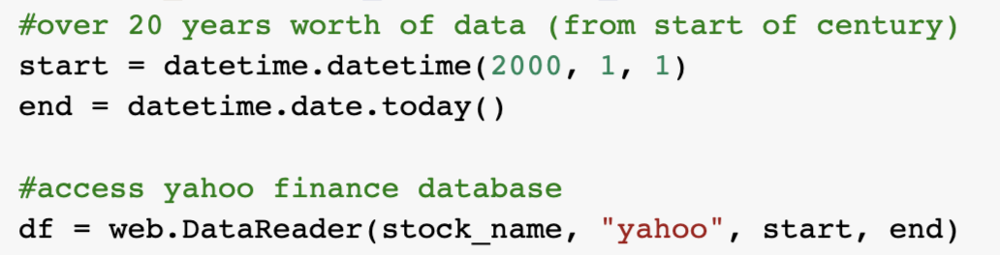 #over 20 years worth of data (from start of century)
start = datetime.datetime(2000, 1, 1)
end = datetime.date.today()
#access yahoo finance database
df = web.DataReader(stock_name, "yahoo", start, end)